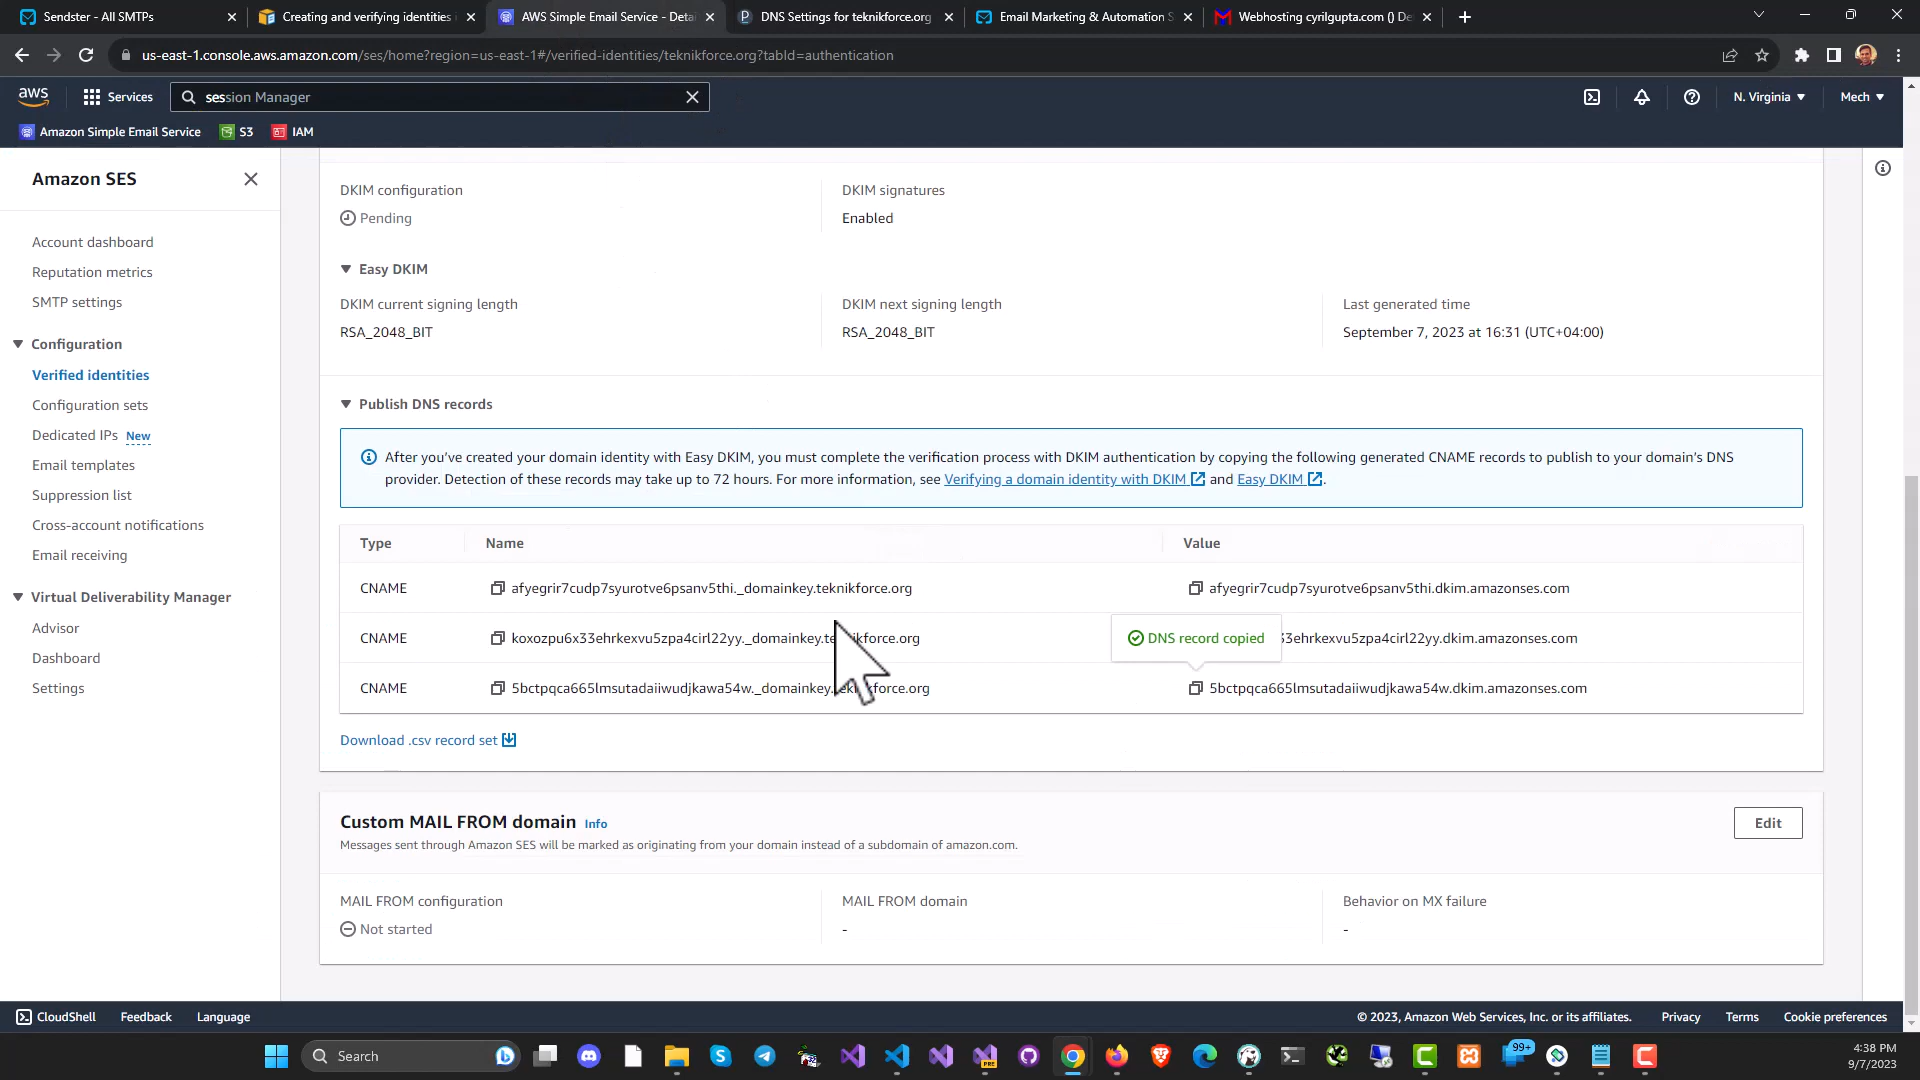 Sendster - All SMTPs
Creating and verifying identities
AWS Simple Email Service - Deta
DNS Settings for teknikforce.org
Email Marketing & Automation S
Webhosting cyrilgupta.com () De
us-east-1.console.aws.amazon.com/ses/home?region=us-east-1#/verified-identities/teknikforce.org?tabId=authentication
aws
Services
session Manager
N. Virginia
Mech
Amazon Simple Email Service
S3
IAM
Amazon SES
Account dashboard
Reputation metrics
SMTP settings
Configuration
Verified identities
Configuration sets
Dedicated IPs New
Email templates
Suppression list
Cross-account notifications
Email receiving
Virtual Deliverability Manager
Advisor
Dashboard
Settings
DKIM configuration
Pending
DKIM signatures
Enabled
Easy DKIM
DKIM current signing length
RSA_2048_BIT
DKIM next signing length
RSA_2048_BIT
Last generated time
September 7, 2023 at 16:31 (UTC+04:00)
Publish DNS records
After you've created your domain identity with Easy DKIM, you must complete the verification process with DKIM authentication by copying the following generated CNAME records to publish to your domain's DNS
provider. Detection of these records may take up to 72 hours. For more information, see Verifying a domain identity with DKIM and Easy DKIM.
Type Name Value
CNAME afyegrir7cudp7syurotve6psanv5thi._domainkey.teknikforce.org afyegrir7cudp7syurotve6psanv5thi.dkim.amazonses.com
CNAME koxozpu6x33ehrkexvu5zpa4cirl22yy._domainkey.teknikforce.org 33ehrkexvu5zpa4cirl22yy.dkim.amazonses.com
DNS record copied
CNAME 5bctpqca665lmsutadaiiwudjkawa54w._domainkey.teknikforce.org 5bctpqca665lmsutadaiiwudjkawa54w.dkim.amazonses.com
Download .csv record set
Custom MAIL FROM domain Info
Edit
Messages sent through Amazon SES will be marked as originating from your domain instead of a subdomain of amazon.com.
MAIL FROM configuration
Not started
MAIL FROM domain
-
Behavior on MX failure
-
CloudShell
Feedback
Language
© 2023, Amazon Web Services, Inc. or its affiliates.
Privacy
Terms
Cookie preferences
Search
PRE
99+
4:38 PM
9/7/2023